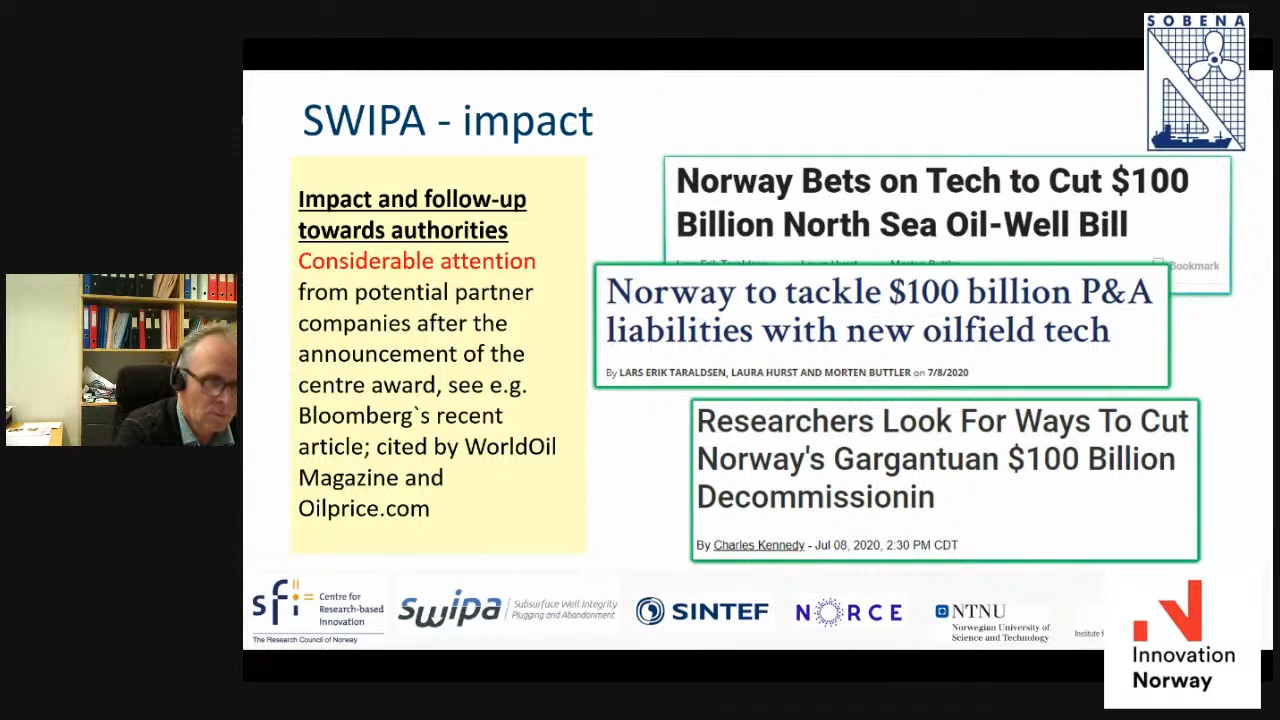 SOBENA
SWIPA - impact
Impact and follow-up
towards authorities
Considerable attention
from potential partner
companies after the
announcement of the
centre award, see e.g.
Bloomberg`s recent
article; cited by WorldOil
Magazine and
Oilprice.com
Norway Bets on Tech to Cut $100
Billion North Sea Oil-Well Bill
Bookmark
Norway to tackle $100 billion P&A
liabilities with new oilfield tech
By LARS ERIK TARALDSEN, LAURA HURST AND MORTEN BUTTLER on 7/8/2020
Researchers Look For Ways To Cut
Norway's Gargantuan $100 Billion
Decommissionin
By Charles Kennedy - Jul 08, 2020, 2:30 PM CDT
sfi
Centre for
Research-based
Innovation
The Research Council of Norway
swipa
Subsurface Well Integrity
Plugging and Abandonment
SINTEF
NORCE
NTNU
Norwegian University of
Science and Technology
Institute f
Innovation
Norway